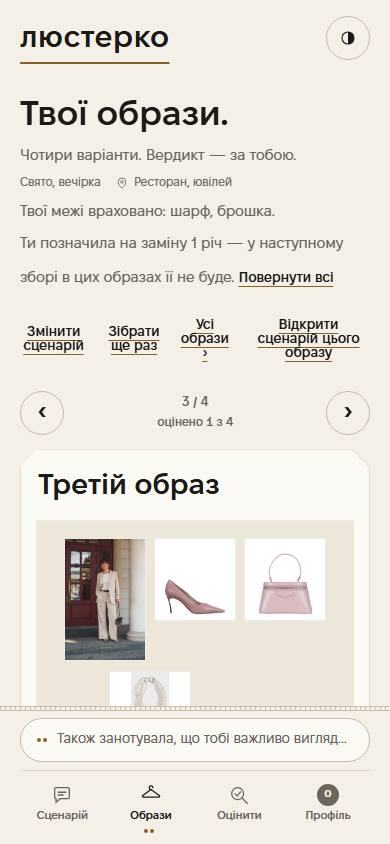 люстерко
Твої образи.
Чотири варіанти. Вердикт — за тобою.
Свято, вечірка Ресторан, ювілей
Твої межі враховано: шарф, брошка.
Ти позначила на заміну 1 річ — у наступному
зборі в цих образах її не буде. Повернути всі
Змінити сценарій
Зібрати ще раз
Усі образи ›
Відкрити сценарій цього образу
‹
3 / 4
оцінено 1 з 4
›
Третій образ
Також занотувала, що тобі важливо вигляд...
Сценарій
Образи
Оцінити
О
Профіль